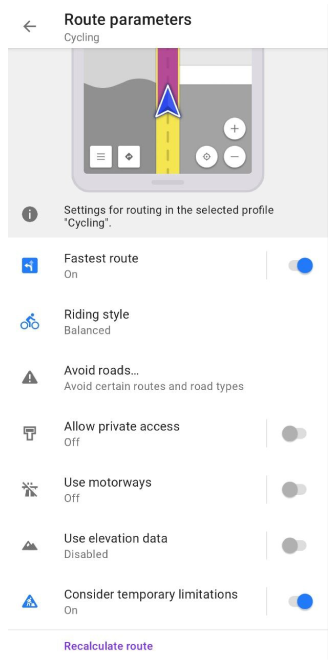 Route parameters
Cycling
Settings for routing in the selected profile
"Cycling".
Fastest route
On
Riding style
Balanced
Avoid roads...
Avoid certain routes and road types
Allow private access
Off
Use motorways
Off
Use elevation data
Disabled
Consider temporary limitations
On
Recalculate route